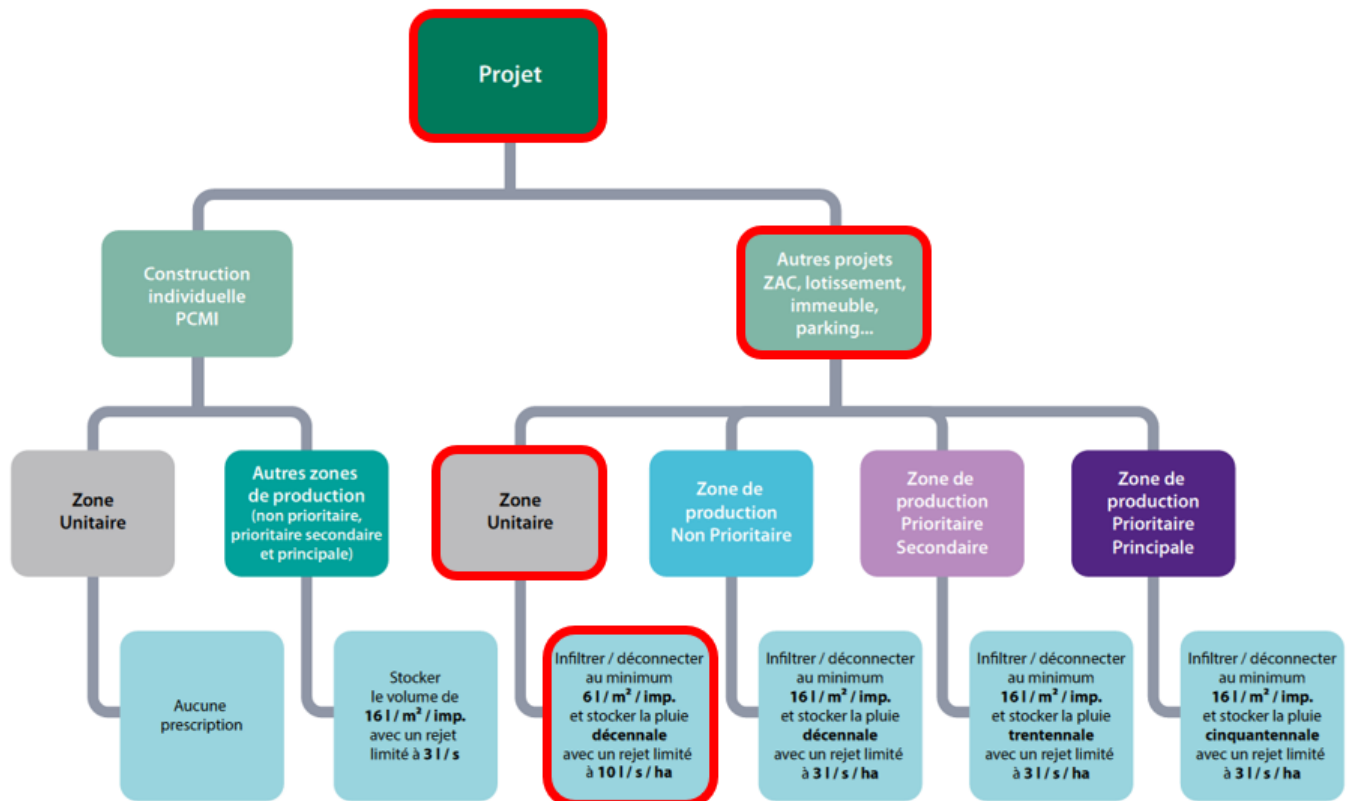 Projet
Construction
individuelle
PCMI
Autres projets
ZAC, lotissement,
immeuble,
parking...
Zone
Unitaire
Autres zones
de production
(non prioritaire,
prioritaire secondaire
et principale)
Zone
Unitaire
Zone de
production
Non Prioritaire
Zone de
production
Prioritaire
Secondaire
Zone de
production
Prioritaire
Principale
Aucune
prescription
Stocker
le volume de
16 l / m² / imp.
avec un rejet
limité à 3 l / s
Infiltrer / déconnecter
au minimum
6 l / m² / imp.
et stocker la pluie
décennale
avec un rejet limité
à 10 l / s / ha
Infiltrer / déconnecter
au minimum
16 l / m² / imp.
et stocker la pluie
décennale
avec un rejet limité
à 3 l / s / ha
Infiltrer / déconnecter
au minimum
16 l / m² / imp.
et stocker la pluie
trentennale
avec un rejet limité
à 3 l / s / ha
Infiltrer / déconnecter
au minimum
16 l / m² / imp.
et stocker la pluie
cinquantennale
avec un rejet limité
à 3 l / s / ha